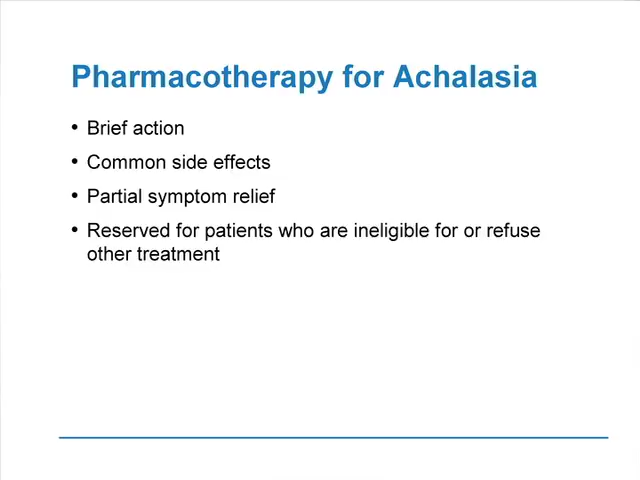 Pharmacotherapy for Achalasia
• Brief action
• Common side effects
• Partial symptom relief
• Reserved for patients who are ineligible for or refuse
other treatment